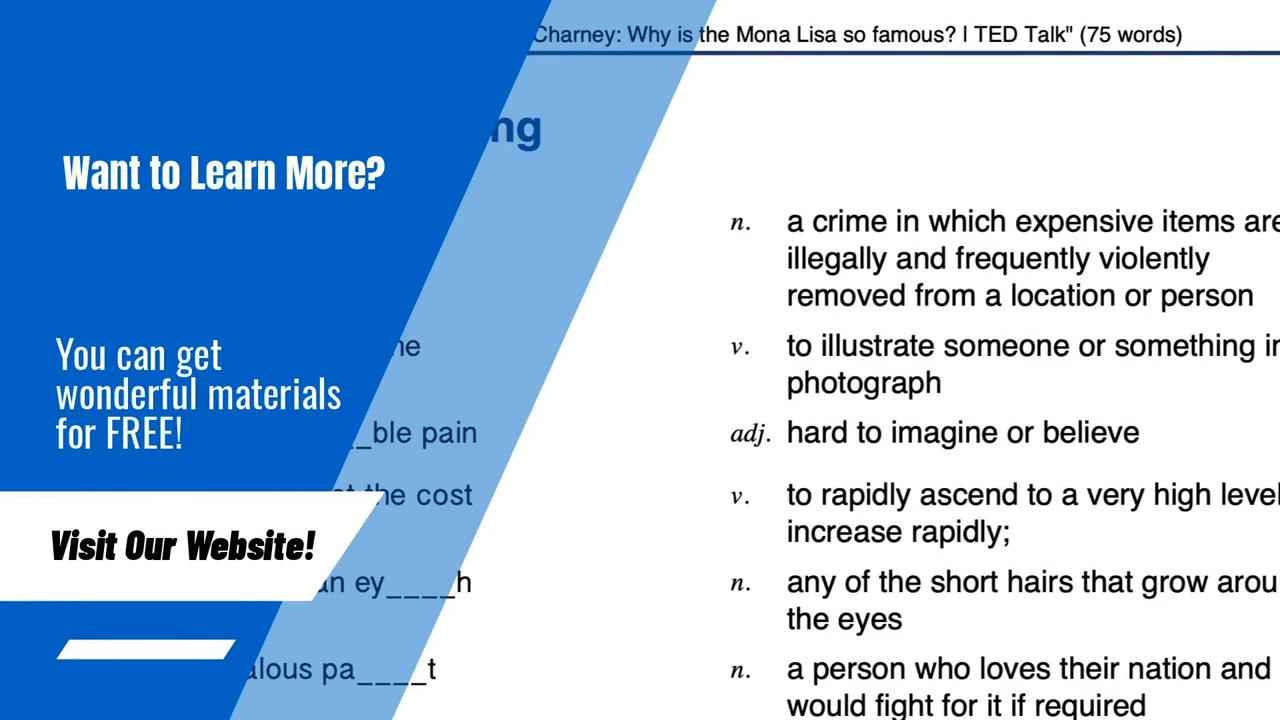 Charney: Why is the Mona Lisa so famous? | TED Talk" (75 words)
ng
Want to Learn More?
You can get
wonderful materials
for FREE!
Visit Our Website!
n. a crime in which expensive items are
illegally and frequently violently
removed from a location or person
v. to illustrate someone or something in
photograph
_ble pain
adj. hard to imagine or believe
the cost
v. to rapidly ascend to a very high level
increase rapidly;
an ey____h
n. any of the short hairs that grow arou
the eyes
alous pa____t
n. a person who loves their nation and
would fight for it if required